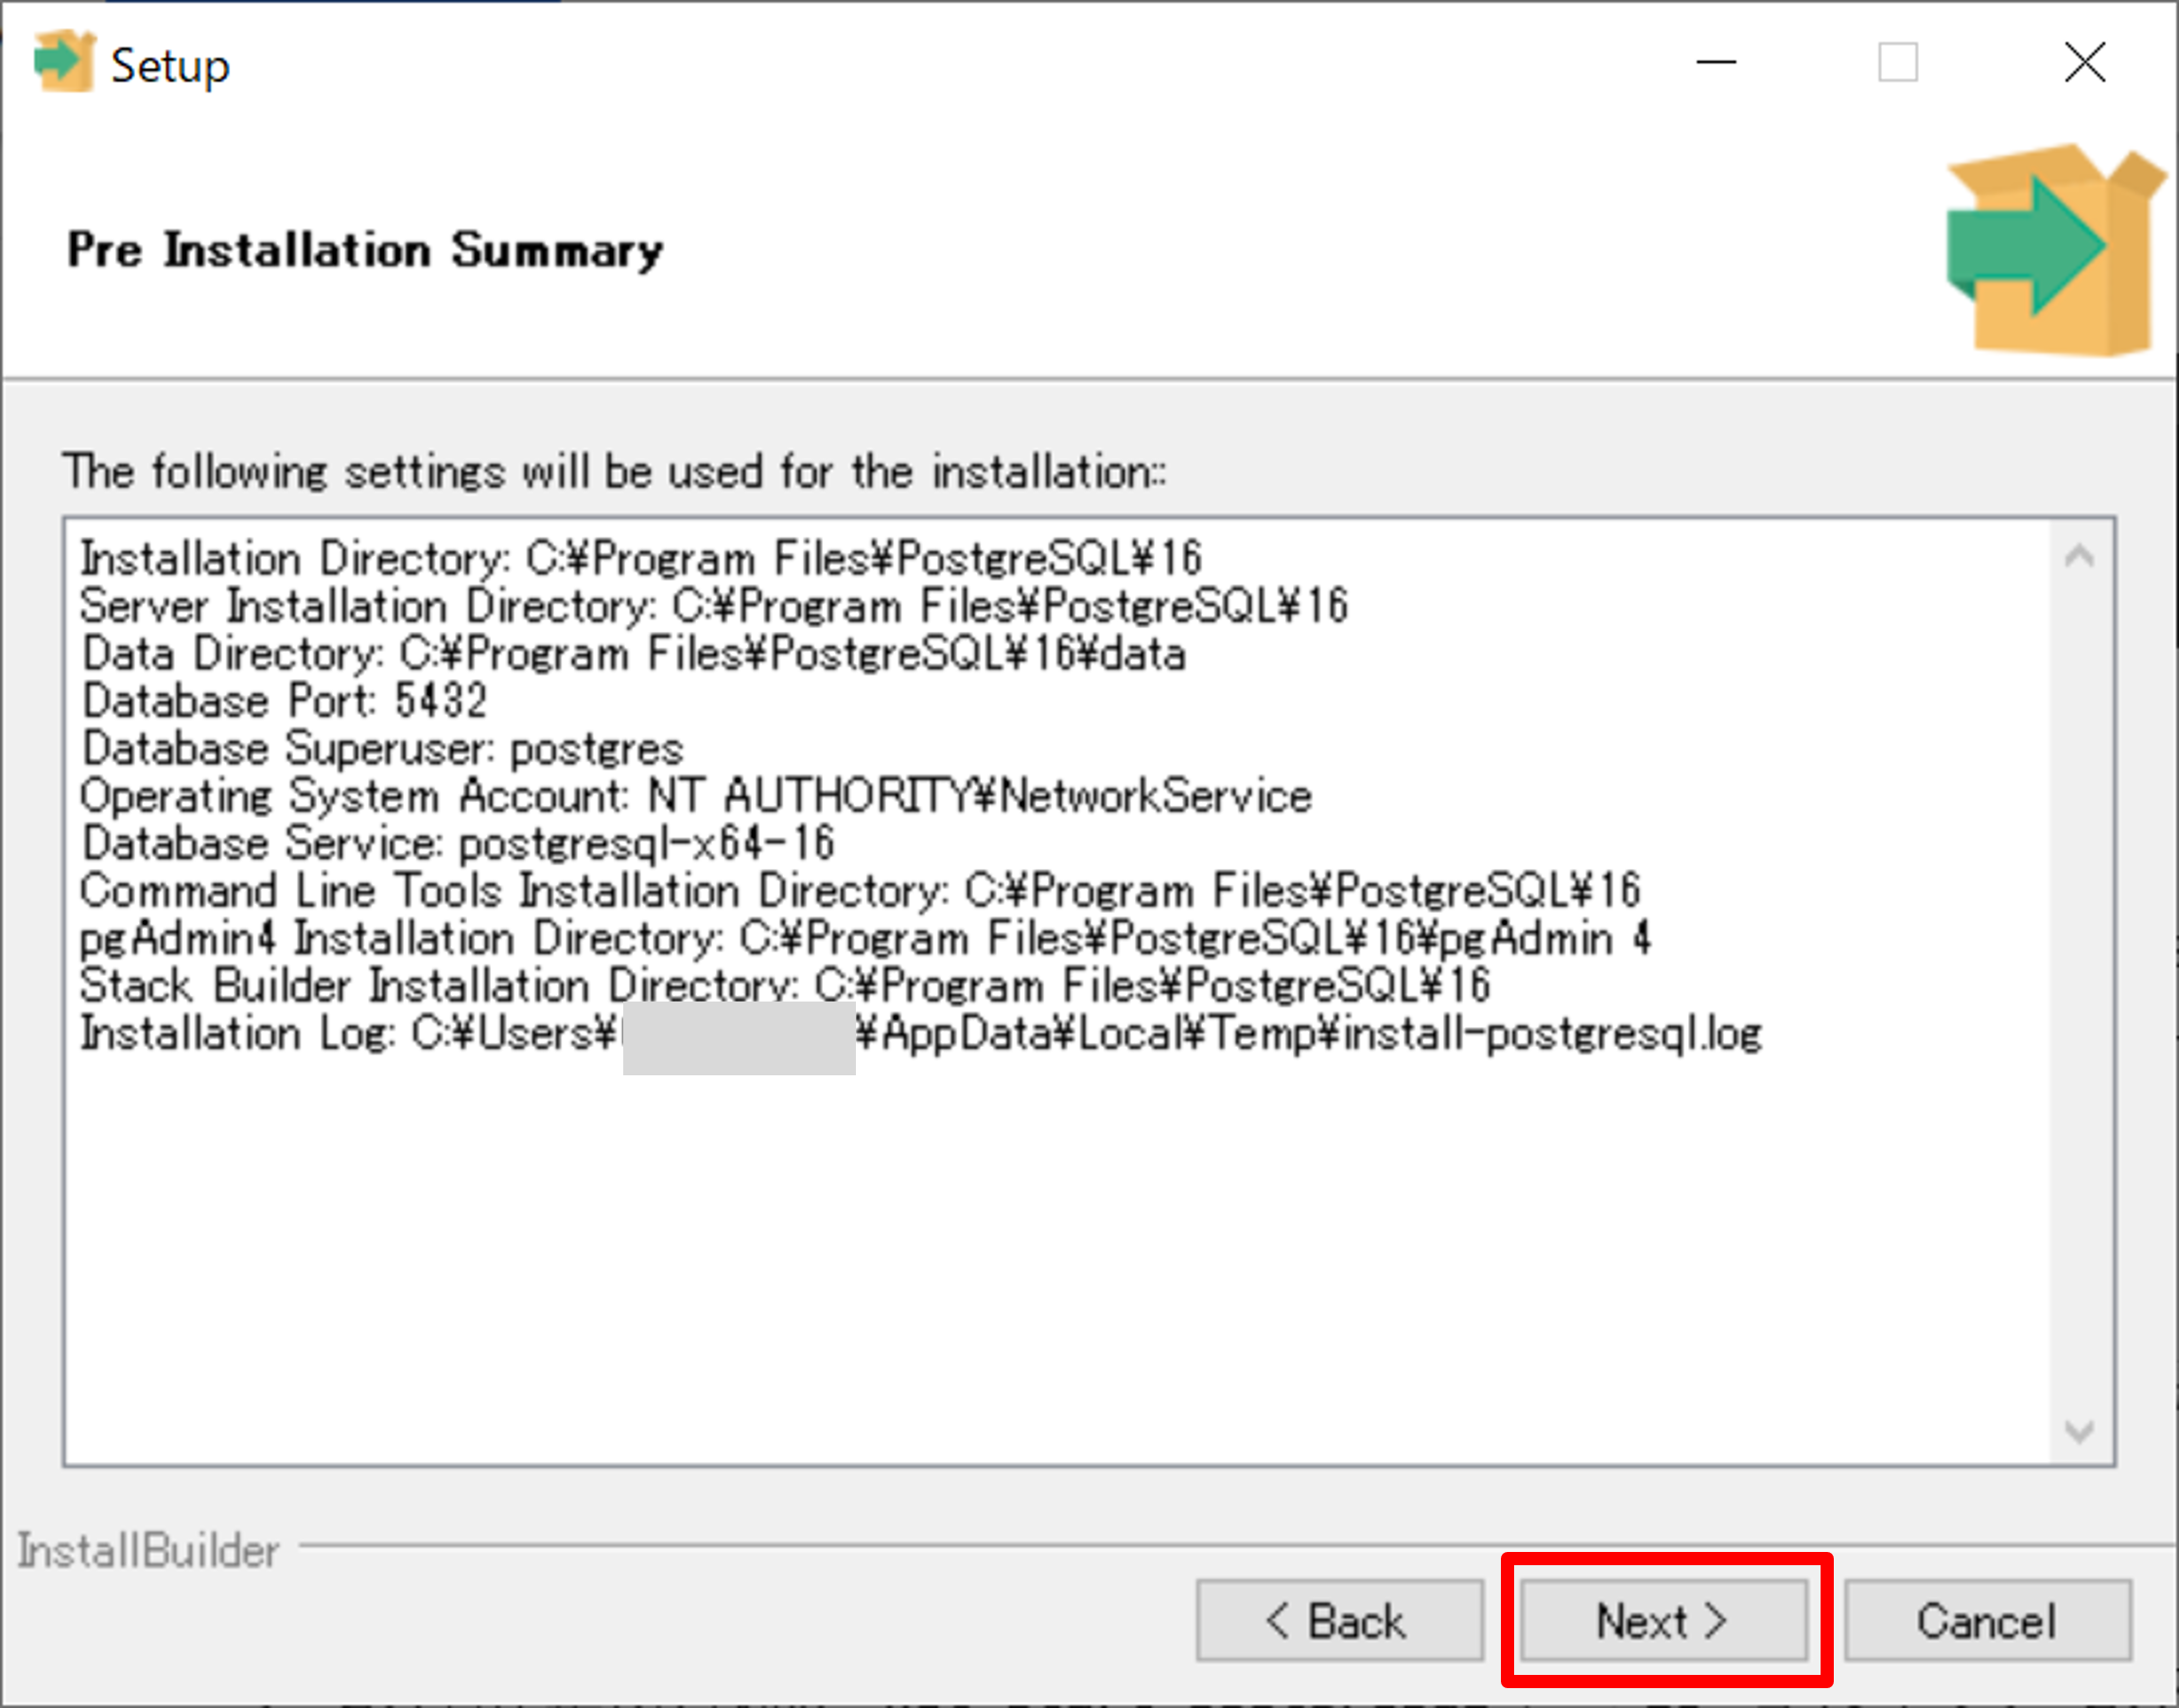 Setup
Pre Installation Summary
The following settings will be used for the installation::
Installation Directory: C:¥Program Files¥PostgreSQL¥16
Server Installation Directory: C:¥Program Files¥PostgreSQL¥16
Data Directory: C:¥Program Files¥PostgreSQL¥16¥data
Database Port: 5432
Database Superuser: postgres
Operating System Account: NT AUTHORITY¥NetworkService
Database Service: postgresql-x64-16
Command Line Tools Installation Directory: C:¥Program Files¥PostgreSQL¥16
pgAdmin4 Installation Directory: C:¥Program Files¥PostgreSQL¥16¥pgAdmin 4
Stack Builder Installation Directory: C:¥Program Files¥PostgreSQL¥16
Installation Log: C:¥Users¥ ¥AppData¥Local¥Temp¥install-postgresql.log
InstallBuilder
< Back
Next >
Cancel